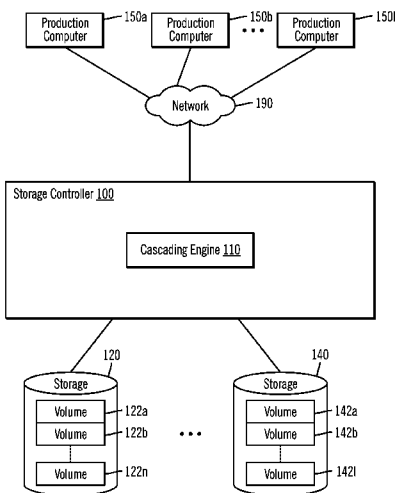 Production Computer 150a
Production Computer 150b
Production Computer 150l
Network 190
Storage Controller 100
Cascading Engine 110
120
Storage
Volume 122a
Volume 122b
Volume 122n
140
Storage
Volume 142a
Volume 142b
Volume 142l